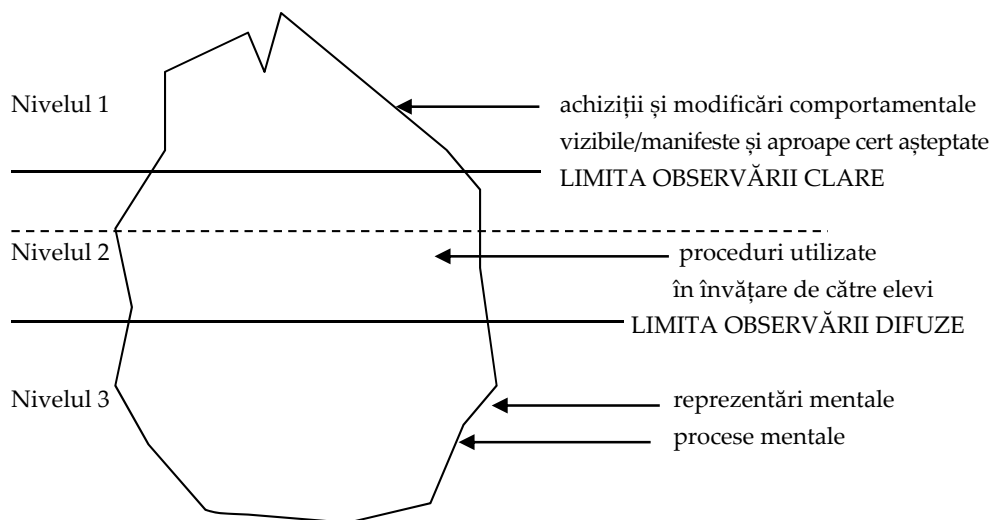 Nivelul 1
achiziții și modificări comportamentale
vizibile/manifeste și aproape cert așteptate
LIMITA OBSERVĂRII CLARE
Nivelul 2
proceduri utilizate
în învățare de către elevi
LIMITA OBSERVĂRII DIFUZE
Nivelul 3
reprezentări mentale
procese mentale